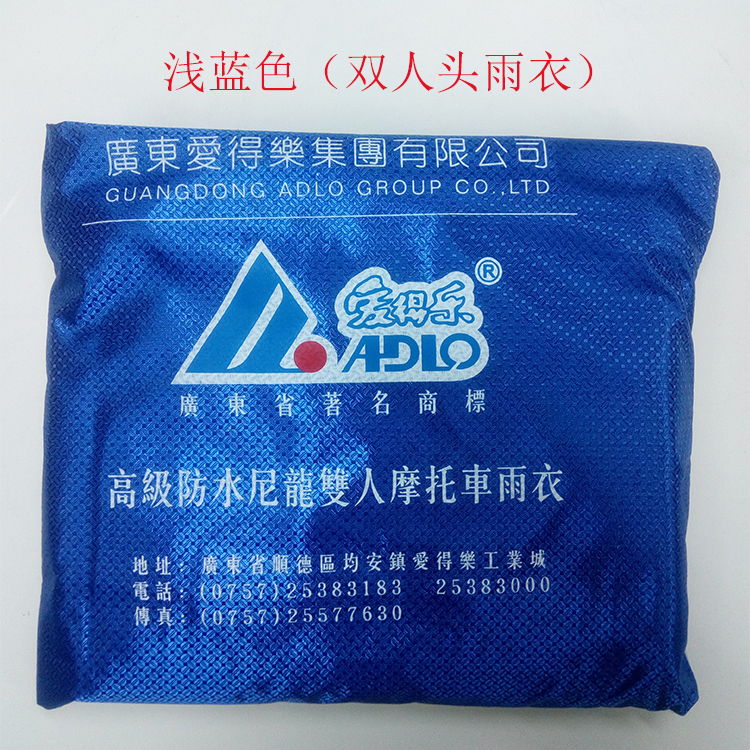 浅蓝色（双人头雨衣）
廣東愛得樂集團有限公司
GUANGDONG ADLO GROUP CO.,LTD
爱得乐®
ADLO
廣東省著名商標
高級防水尼龍雙人摩托車雨衣
地址：廣東省順德區均安鎮愛得樂工業城
電話：(0757)25383183 25383000
傳真：(0757)25577630